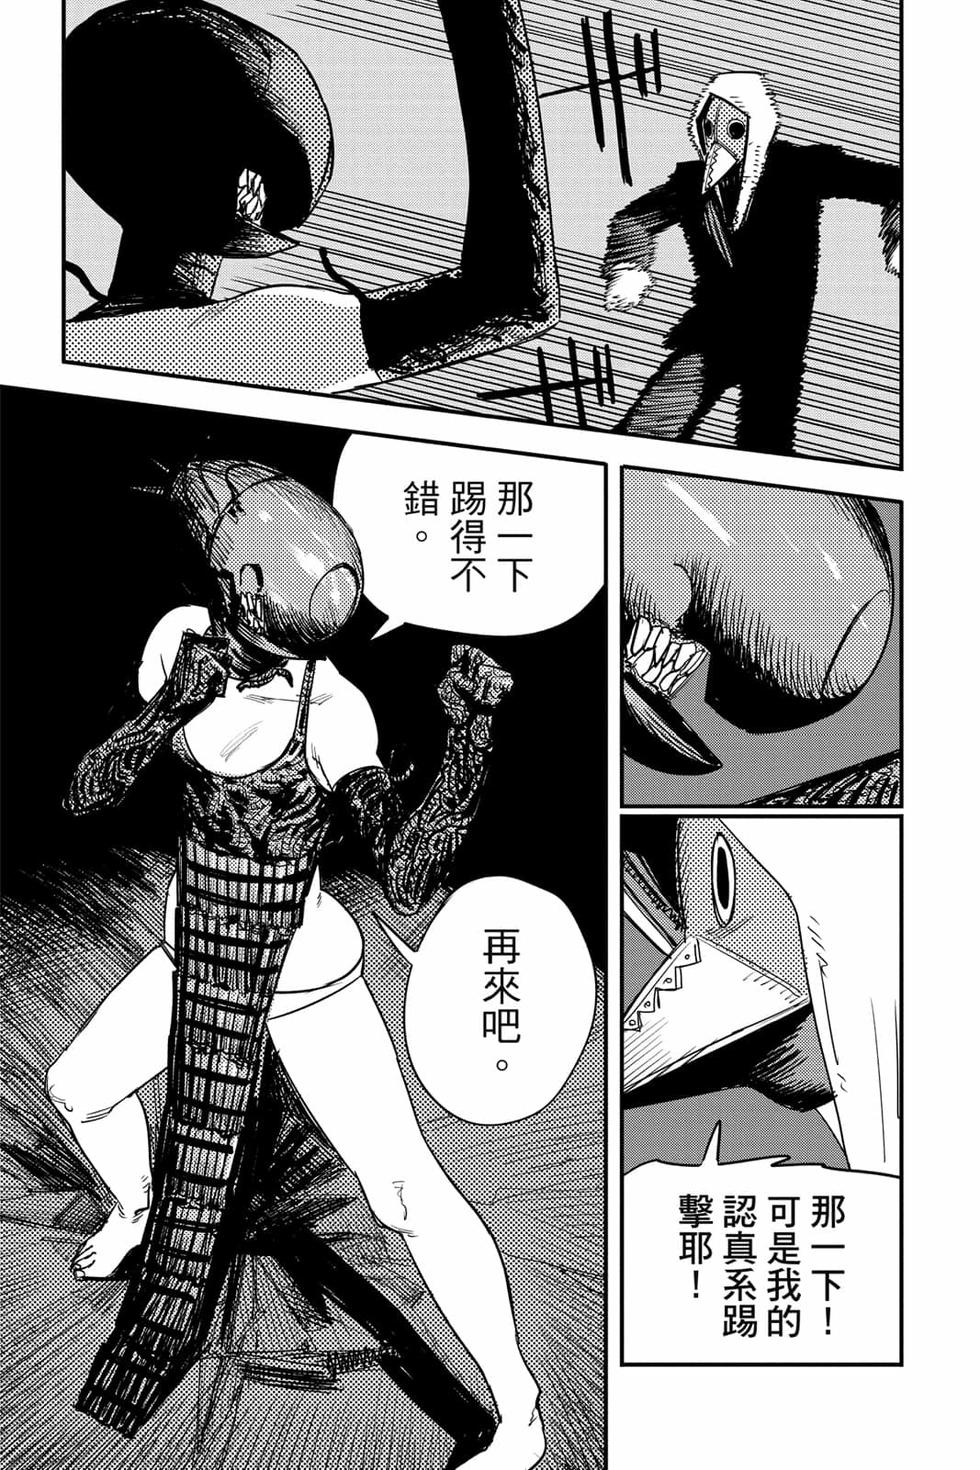 那一下！
可是我的
認真系踢
擊耶！
那一下
踢得不
錯。
再來吧。